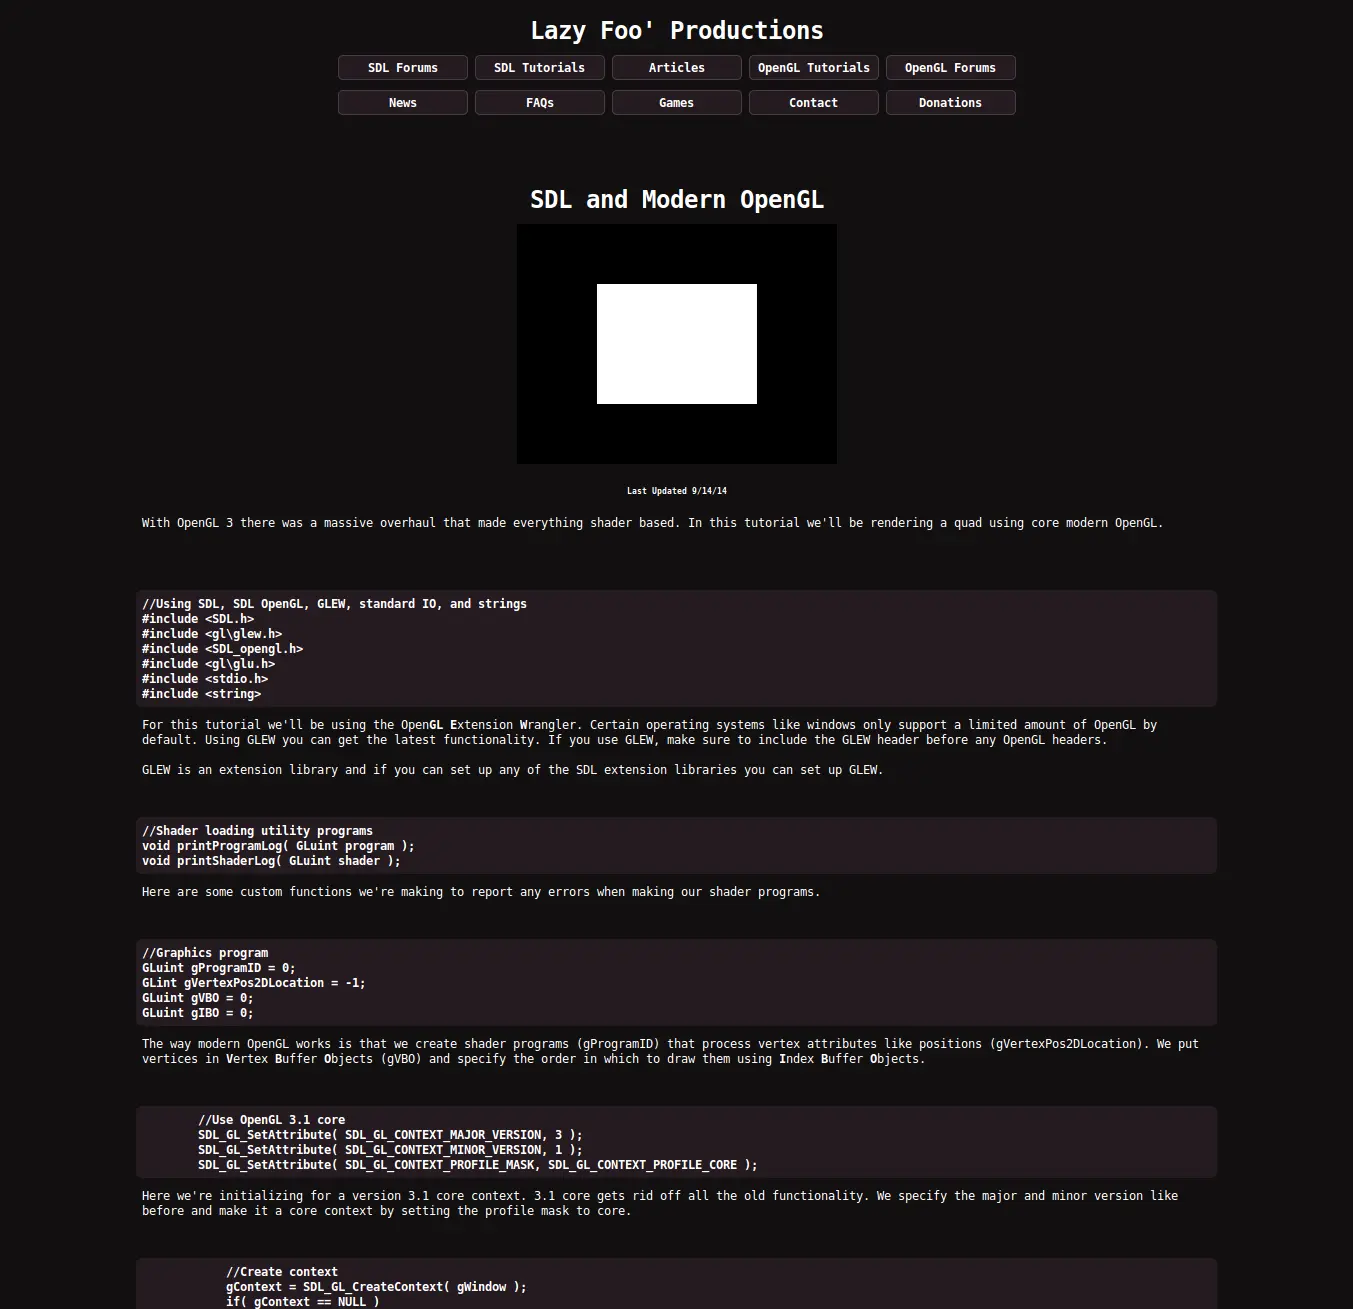 Lazy Foo' Productions
SDL Forums SDL Tutorials Articles OpenGL Tutorials OpenGL Forums
News FAQs Games Contact Donations
SDL and Modern OpenGL
Last Updated 9/14/14
With OpenGL 3 there was a massive overhaul that made everything shader based. In this tutorial we'll be rendering a quad using core modern OpenGL.
//Using SDL, SDL OpenGL, GLEW, standard IO, and strings
#include <SDL.h>
#include <gl\glew.h>
#include <SDL_opengl.h>
#include <gl\glu.h>
#include <stdio.h>
#include <string>
For this tutorial we'll be using the OpenGL Extension Wrangler. Certain operating systems like windows only support a limited amount of OpenGL by
default. Using GLEW you can get the latest functionality. If you use GLEW, make sure to include the GLEW header before any OpenGL headers.
GLEW is an extension library and if you can set up any of the SDL extension libraries you can set up GLEW.
//Shader loading utility programs
void printProgramLog( GLuint program );
void printShaderLog( GLuint shader );
Here are some custom functions we're making to report any errors when making our shader programs.
//Graphics program
GLuint gProgramID = 0;
GLint gVertexPos2DLocation = -1;
GLuint gVBO = 0;
GLuint gIBO = 0;
The way modern OpenGL works is that we create shader programs (gProgramID) that process vertex attributes like positions (gVertexPos2DLocation). We put
vertices in Vertex Buffer Objects (gVBO) and specify the order in which to draw them using Index Buffer Objects.
//Use OpenGL 3.1 core
SDL_GL_SetAttribute( SDL_GL_CONTEXT_MAJOR_VERSION, 3 );
SDL_GL_SetAttribute( SDL_GL_CONTEXT_MINOR_VERSION, 1 );
SDL_GL_SetAttribute( SDL_GL_CONTEXT_PROFILE_MASK, SDL_GL_CONTEXT_PROFILE_CORE );
Here we're initializing for a version 3.1 core context. 3.1 core gets rid off all the old functionality. We specify the major and minor version like
before and make it a core context by setting the profile mask to core.
//Create context
gContext = SDL_GL_CreateContext( gWindow );
if( gContext == NULL )